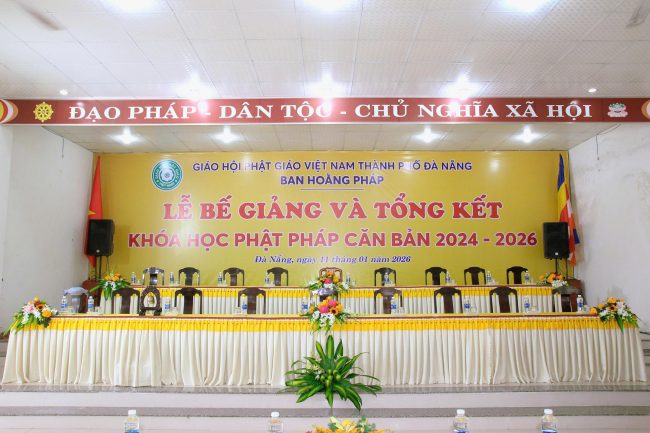 ĐẠO PHÁP - DÂN TỘC - CHỦ NGHĨA XÃ HỘI
GIÁO HỘI PHẬT GIÁO VIỆT NAM THÀNH PHỐ ĐÀ NẴNG
BAN HOẰNG PHÁP
LỄ BẾ GIẢNG VÀ TỔNG KẾT
KHÓA HỌC PHẬT PHÁP CĂN BẢN 2024 - 2026
Đà Nẵng, ngày 11 tháng 01 năm 2026